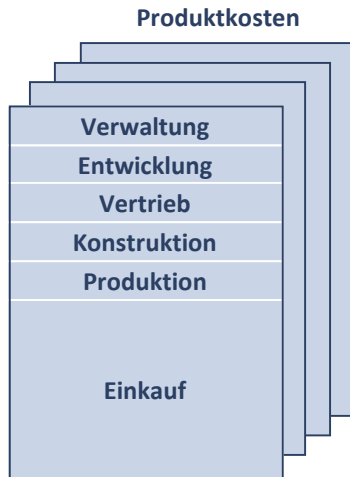 Produktkosten
Verwaltung
Entwicklung
Vertrieb
Konstruktion
Produktion
Einkauf